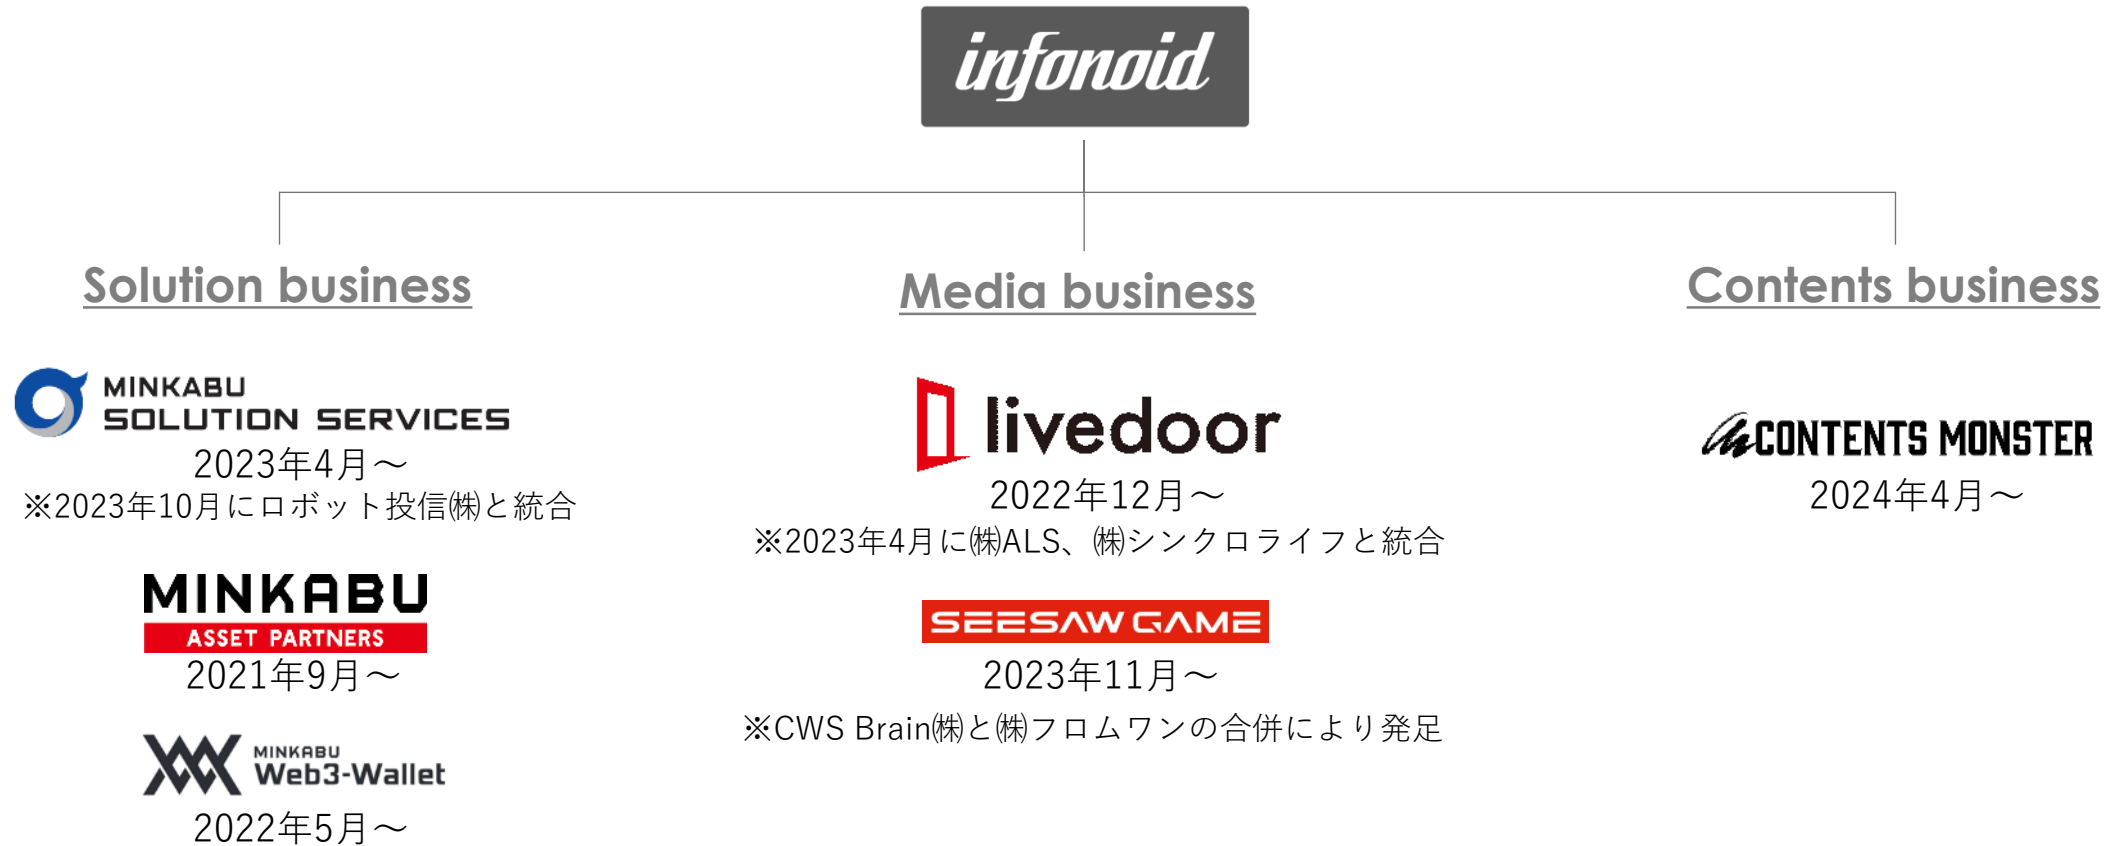 infonoid
Solution business
MINKABU
SOLUTION SERVICES
2023年4月～
※2023年10月にロボット投信㈱と統合
MINKABU
ASSET PARTNERS
2021年9月～
MINKABU
Web3-Wallet
2022年5月～
Media business
livedoor
2022年12月～
※2023年4月に㈱ALS、㈱シンクロライフと統合
SEESAW GAME
2023年11月～
※CWS Brain㈱と㈱フロムワンの合併により発足
Contents business
CONTENTS MONSTER
2024年4月～